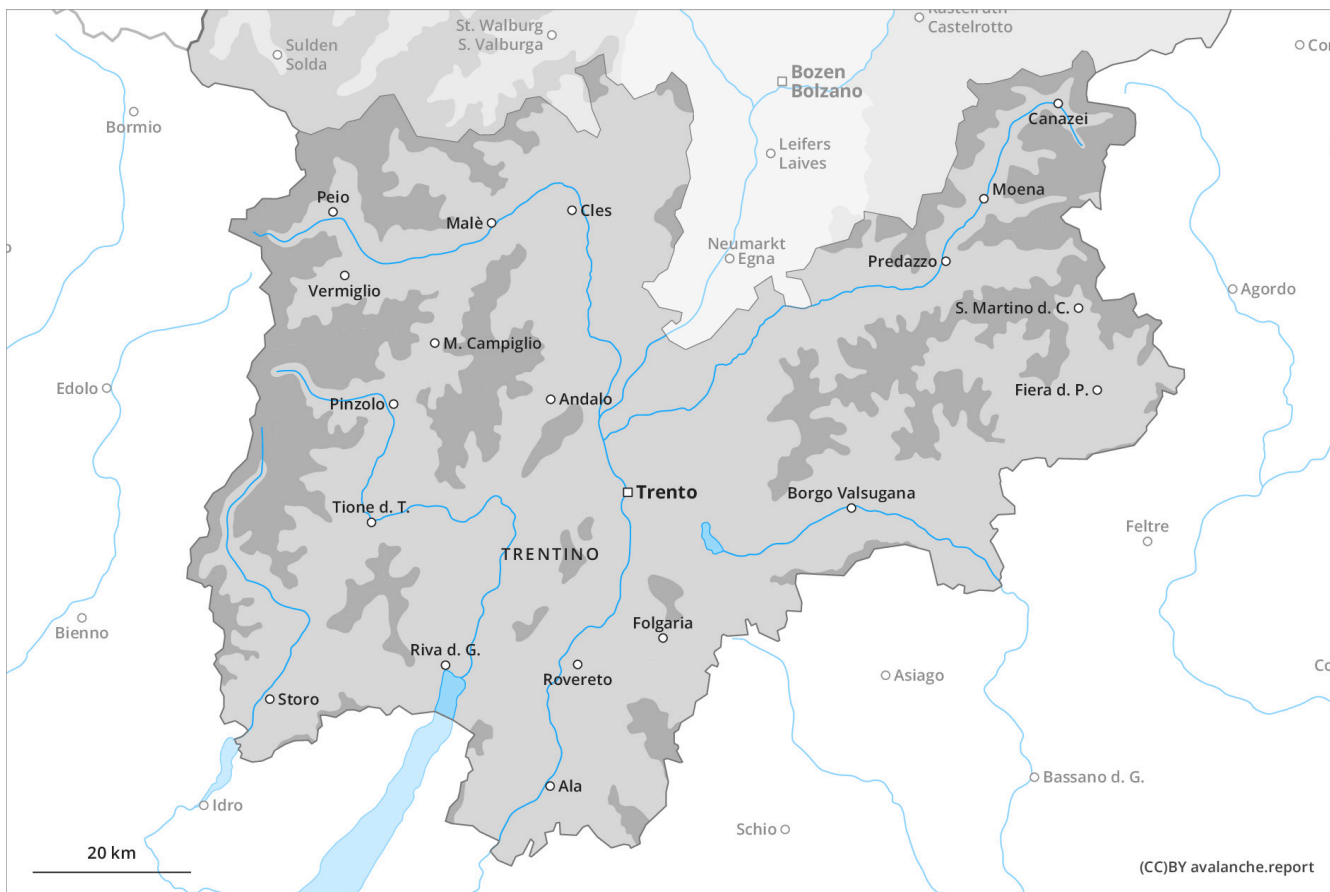 Kastelruth
Castelrotto
St. Walburg
S. Valburga
Sulden
Solda
Bozen
Bolzano
Bormio
Canazei
Leifers
Laives
Peio
Moena
Malè
Cles
Neumarkt
Egna
Predazzo
Vermiglio
Agordo
S. Martino d. C.
M. Campiglio
Edolo
Fiera d. P.
Pinzolo
Andalo
Trento
Borgo Valsugana
Tione d. T.
Feltre
TRENTINO
Bienno
Folgaria
Riva d. G.
Rovereto
Asiago
Storo
Bassano d. G.
Ala
Idro
Schio
20 km
(CC)BY avalanche.report